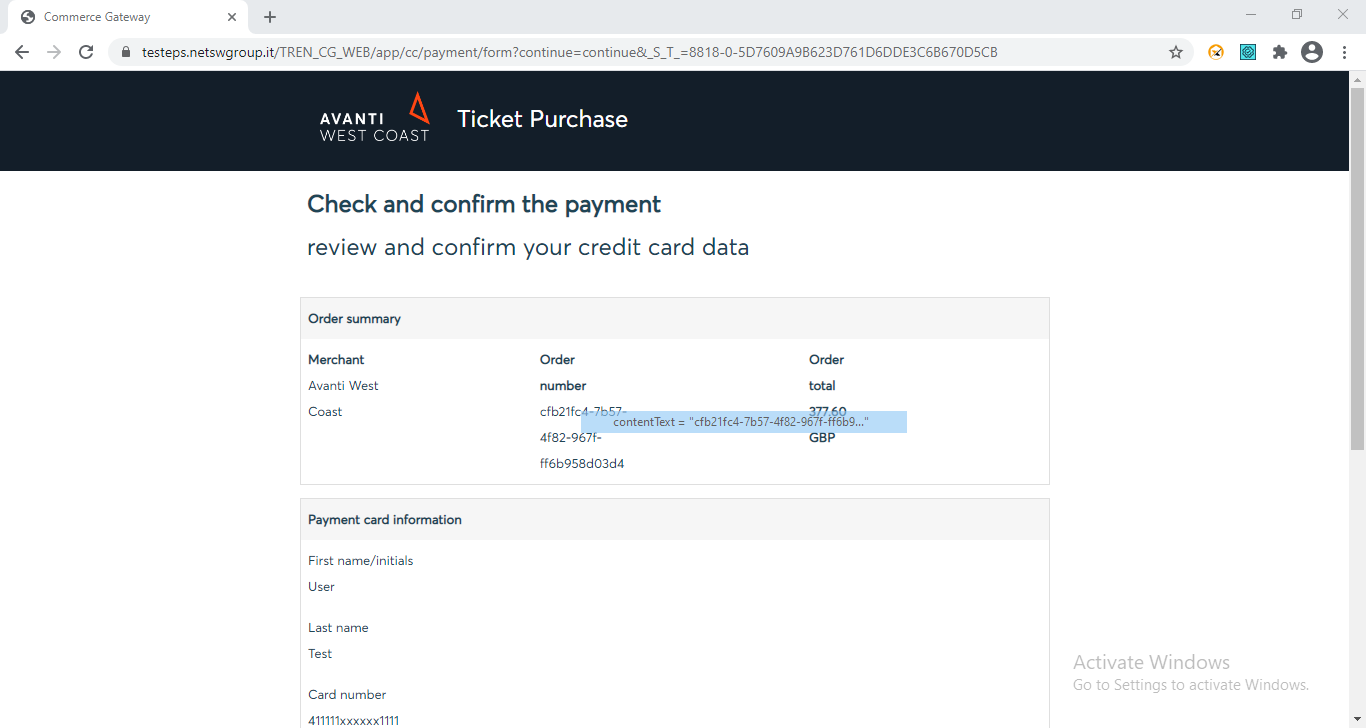 Commerce Gateway
testeps.netswgroup.it/TREN_CG_WEB/app/cc/payment/form?continue=continue&_S_T_=8818-0-5D7609A9B623D761D6DDE3C6B670D5CB
AVANTI
WEST COAST
Ticket Purchase
Check and confirm the payment
review and confirm your credit card data
Order summary
Merchant
Avanti West
Coast
Order
number
cfb21fc4-7b57-
4f82-967f-
ff6b958d03d4
Order
total
377.60
GBP
contentText = "cfb21fc4-7b57-4f82-967f-ff6b9..."
Payment card information
First name/initials
User
Last name
Test
Card number
411111xxxxxx1111
Activate Windows
Go to Settings to activate Windows.